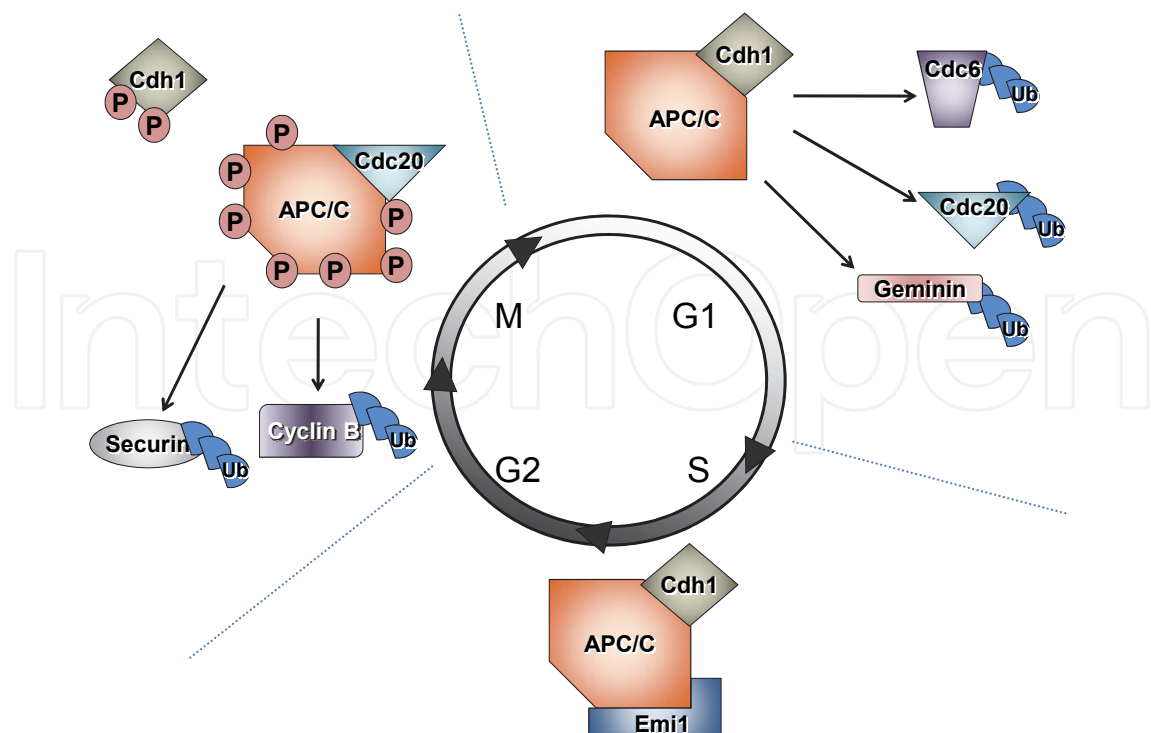 Cdh1
P
P
P
P
P
P
P
P
P
APC/C
Cdc20
Securin
Ub
Cyclin B
Ub
Cdh1
APC/C
Cdc6
Ub
Cdc20
Ub
Geminin
Ub
M
G1
G2
S
Cdh1
APC/C
Emi1
IntechOpen